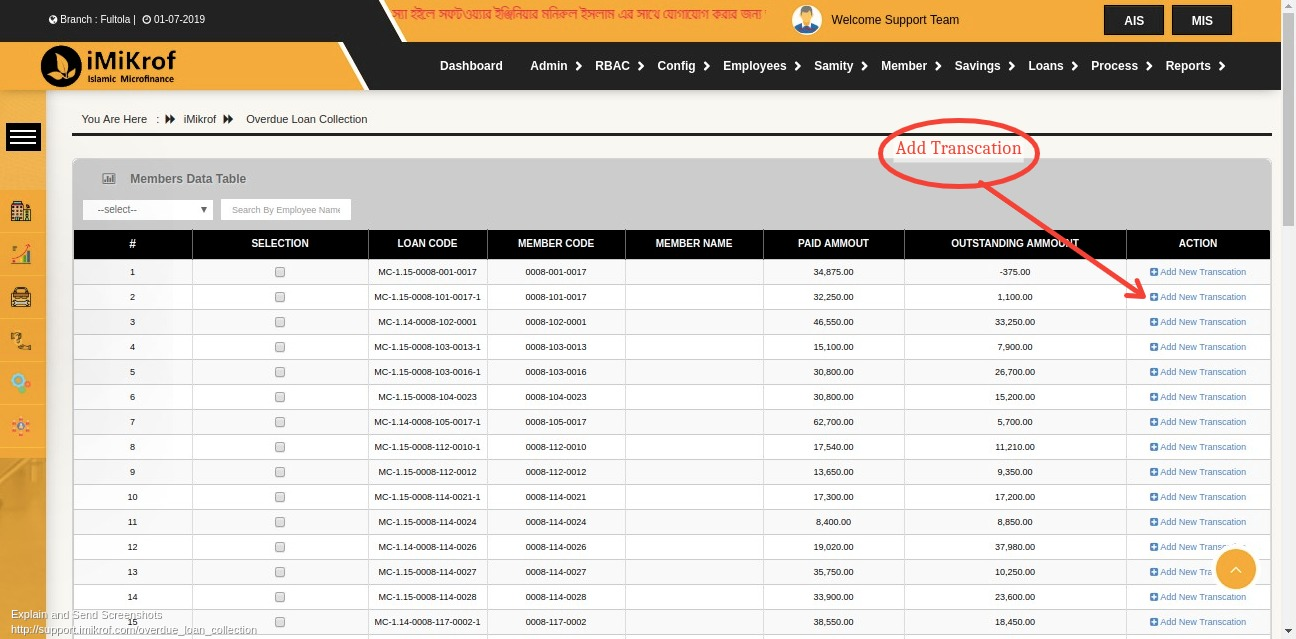 Branch : Fultola | 01-07-2019
হইলে সফটওয়্যার ইঞ্জিনিয়ার মনিরুল ইসলাম এর সাথে যোগাযোগ করার জন্য
Welcome Support Team
AIS MIS
iMiKrof
Islamic Microfinance
Dashboard Admin RBAC Config Employees Samity Member Savings Loans Process Reports
You Are Here : iMikrof Overdue Loan Collection
Add Transcation
Members Data Table
--select-- Search By Employee Name
# SELECTION LOAN CODE MEMBER CODE MEMBER NAME PAID AMMOUT OUTSTANDING AMMOUNT ACTION
1 MC-1.15-0008-001-0017 0008-001-0017 34,875.00 -375.00 Add New Transcation
2 MC-1.15-0008-101-0017-1 0008-101-0017 32,250.00 1,100.00 Add New Transcation
3 MC-1.14-0008-102-0001 0008-102-0001 46,550.00 33,250.00 Add New Transcation
4 MC-1.15-0008-103-0013-1 0008-103-0013 15,100.00 7,900.00 Add New Transcation
5 MC-1.15-0008-103-0016-1 0008-103-0016 30,800.00 26,700.00 Add New Transcation
6 MC-1.15-0008-104-0023 0008-104-0023 30,800.00 15,200.00 Add New Transcation
7 MC-1.14-0008-105-0017-1 0008-105-0017 62,700.00 5,700.00 Add New Transcation
8 MC-1.15-0008-112-0010-1 0008-112-0010 17,540.00 11,210.00 Add New Transcation
9 MC-1.15-0008-112-0012 0008-112-0012 13,650.00 9,350.00 Add New Transcation
10 MC-1.15-0008-114-0021-1 0008-114-0021 17,300.00 17,200.00 Add New Transcation
11 MC-1.15-0008-114-0024 0008-114-0024 8,400.00 8,850.00 Add New Transcation
12 MC-1.14-0008-114-0026 0008-114-0026 19,020.00 37,980.00 Add New
13 MC-1.15-0008-114-0027 0008-114-0027 35,750.00 10,250.00 Add New
14 MC-1.15-0008-114-0028 0008-114-0028 33,900.00 23,600.00 Add New Transcation
15 MC-1.14-0008-117-0002-1 0008-117-0002 38,550.00 18,450.00 Add New Transcation
Explain and Send Screenshots
http://support.imikrof.com/overdue_loan_collection